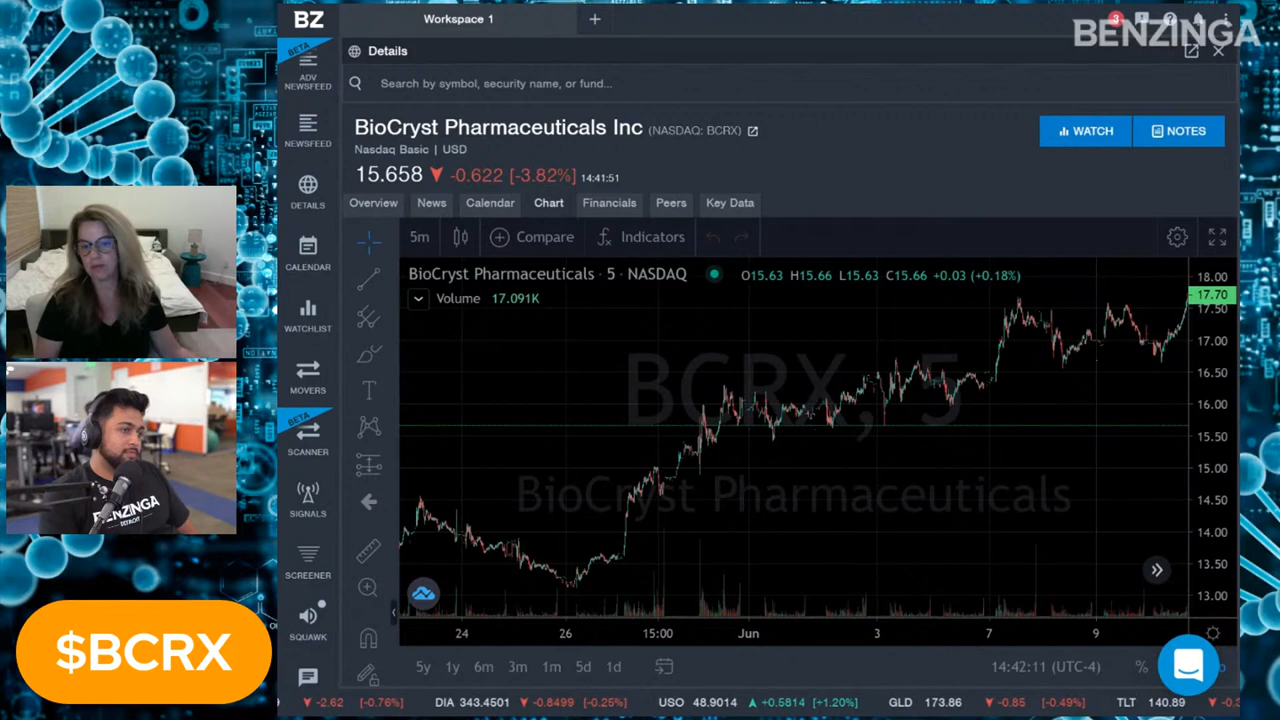 BZ
Workspace 1
+
3
BENZINGA
BETA
ADV
NEWSFEED
NEWSFEED
DETAILS
CALENDAR
WATCHLIST
MOVERS
BETA
SCANNER
SIGNALS
SCREENER
SQUAWK
Details
Search by symbol, security name, or fund...
BioCryst Pharmaceuticals Inc (NASDAQ: BCRX)
WATCH
NOTES
Nasdaq Basic | USD
15.658 ▼ -0.622 [-3.82%] 14:41:51
Overview News Calendar Chart Financials Peers Key Data
5m Compare Indicators
BioCryst Pharmaceuticals · 5 · NASDAQ O15.63 H15.66 L15.63 C15.66 +0.03 (+0.18%)
Volume 17.091K
BCRX, 5
BioCryst Pharmaceuticals
18.00
17.70
17.50
17.00
16.50
16.00
15.50
15.00
14.50
14.00
13.50
13.00
24 26 15:00 Jun 3 7 9
5y 1y 6m 3m 1m 5d 1d
14:42:11 (UTC-4) %
▼ -2.62 [-0.76%] DIA 343.4501 ▼ -0.8499 [-0.25%] USO 48.9014 ▲ +0.5814 [+1.20%] GLD 173.86 ▼ -0.85 [-0.49%] TLT 140.89 ▼
BENZINGA
DETROIT
$BCRX